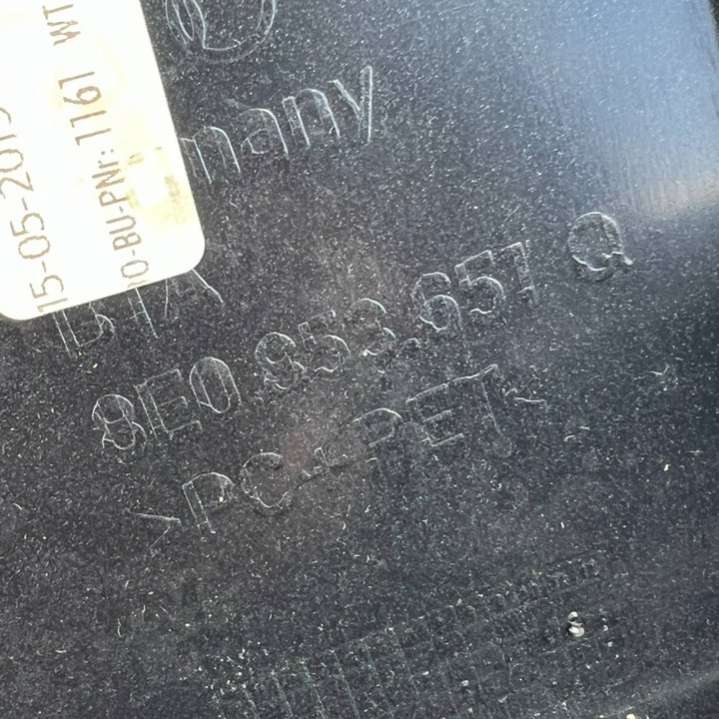 15-05-2015
BU-PNr: 1161 WT
many
8E0.853.651 Q
>PC+PET<